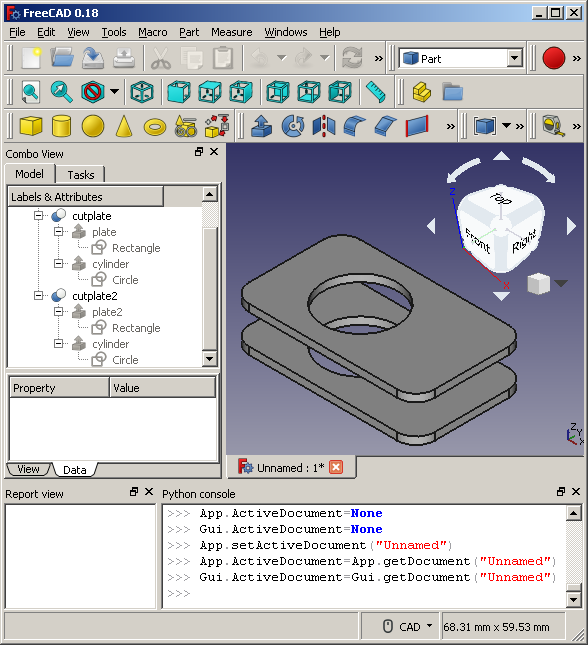 FreeCAD 0.18
File Edit View Tools Macro Part Measure Windows Help
Part
Combo View
Model Tasks
Labels & Attributes
cutplate
plate
Rectangle
cylinder
Circle
cutplate2
plate2
Rectangle
cylinder
Circle
Property Value
View Data
Top
Front
Right
Z
X
Z
Y
X
Unnamed : 1*
Report view
Python console
>>> App.ActiveDocument=None
>>> Gui.ActiveDocument=None
>>> App.setActiveDocument("Unnamed")
>>> App.ActiveDocument=App.getDocument("Unnamed")
>>> Gui.ActiveDocument=Gui.getDocument("Unnamed")
>>>
CAD
68.31 mm x 59.53 mm